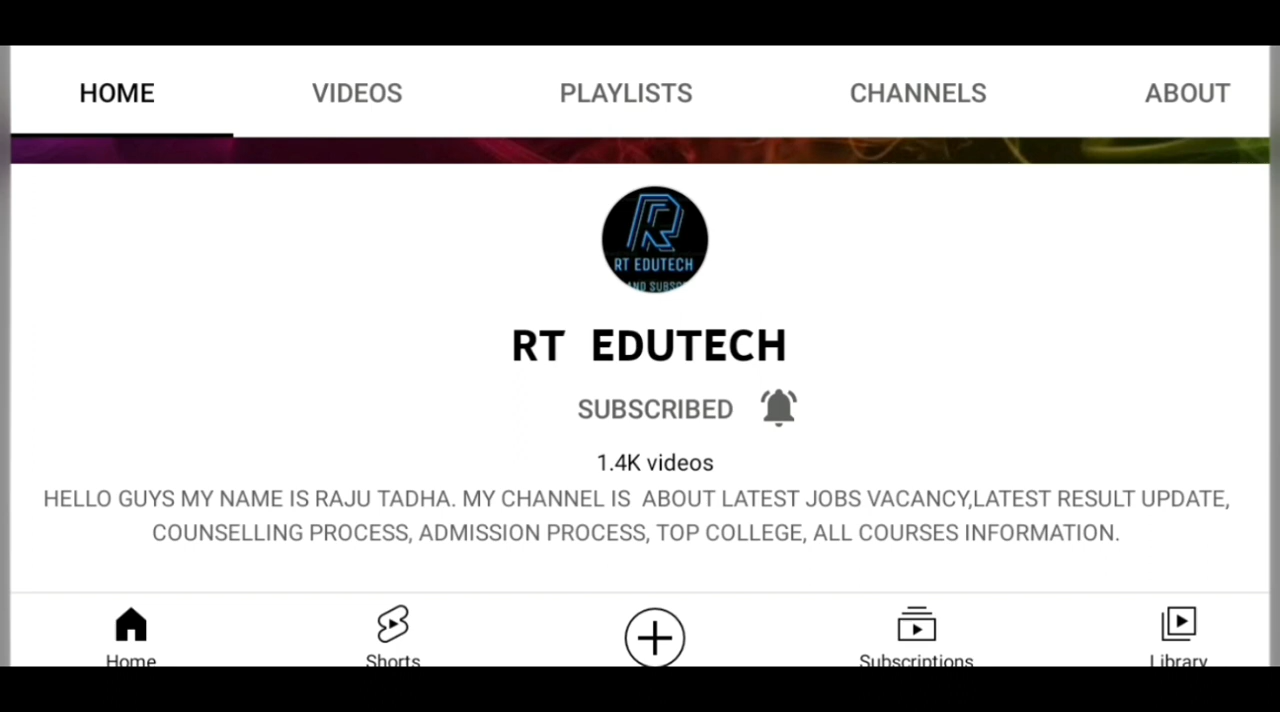 HOME VIDEOS PLAYLISTS CHANNELS ABOUT
RT EDUTECH
AND SUBSC
RT EDUTECH
SUBSCRIBED
1.4K videos
HELLO GUYS MY NAME IS RAJU TADHA. MY CHANNEL IS ABOUT LATEST JOBS VACANCY,LATEST RESULT UPDATE,
COUNSELLING PROCESS, ADMISSION PROCESS, TOP COLLEGE, ALL COURSES INFORMATION.
Home Shorts Subscriptions Library